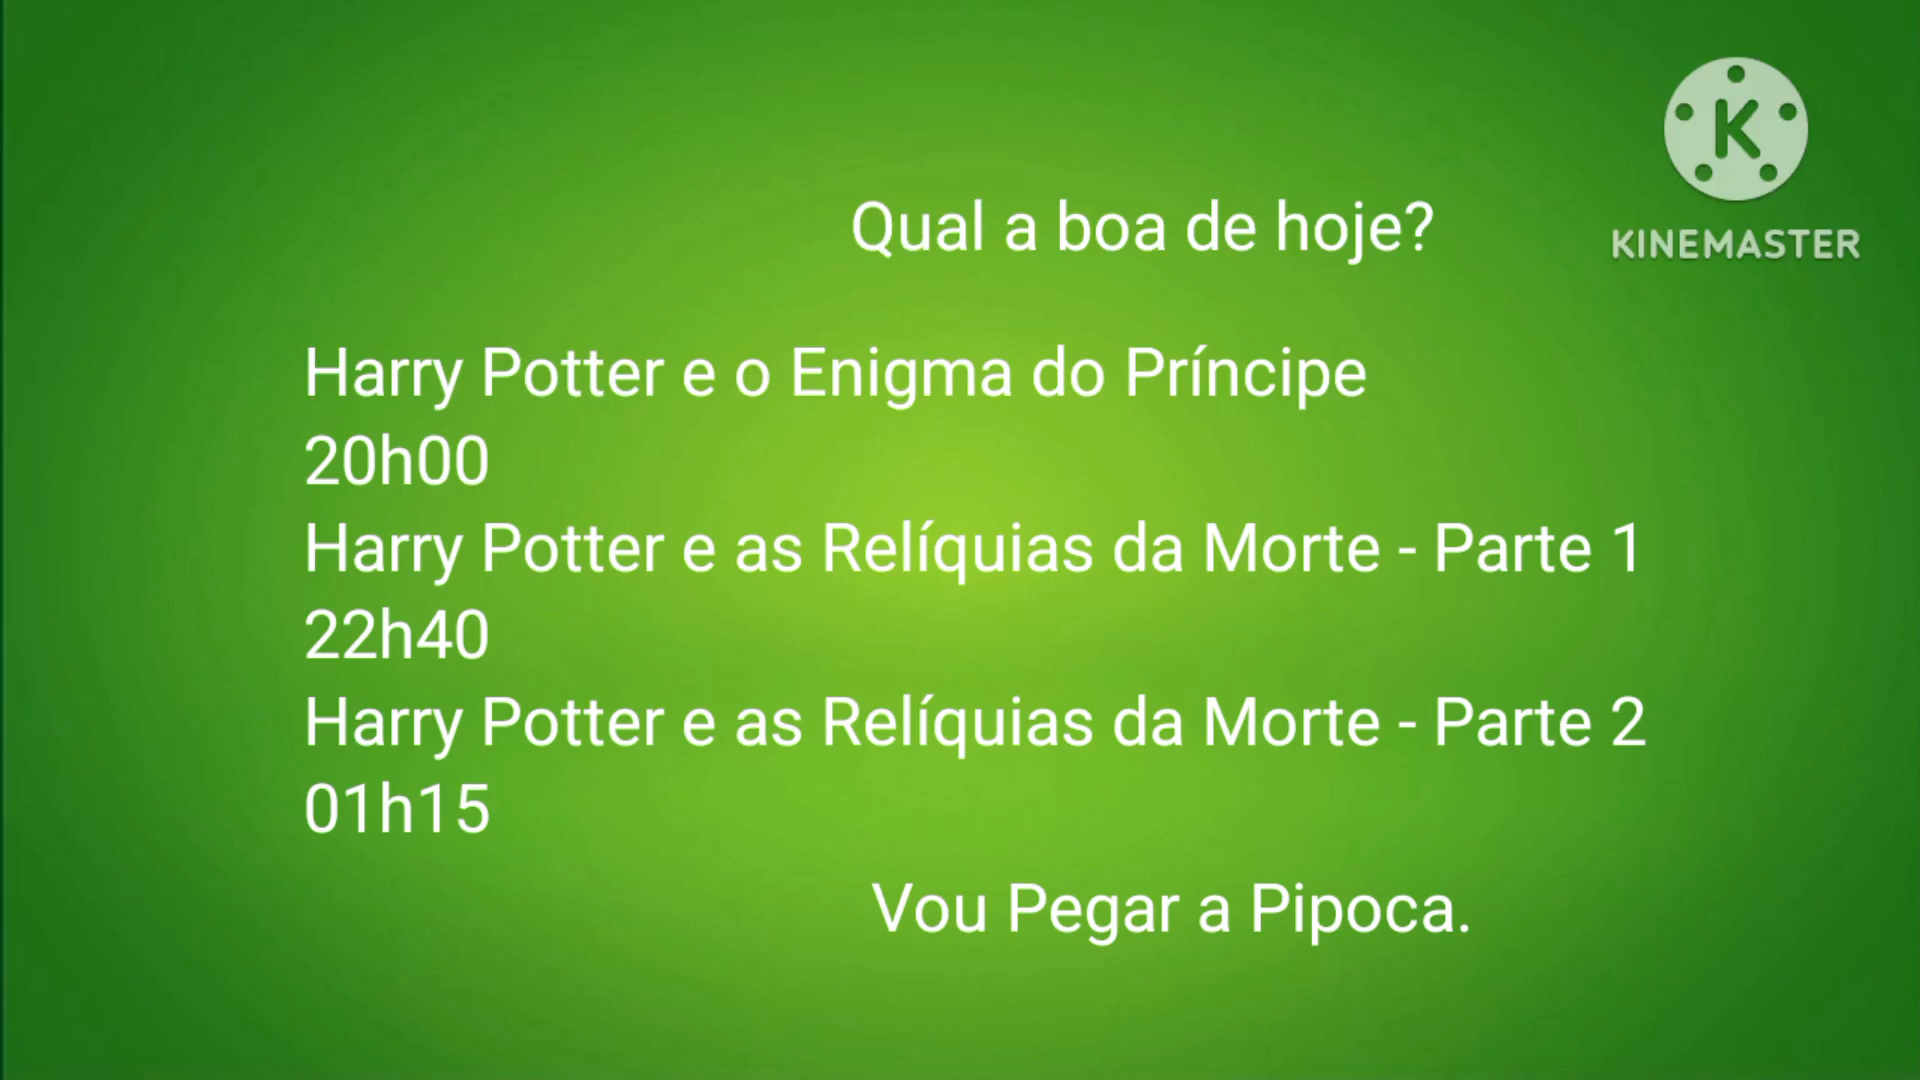 K
KINEMASTER
Qual a boa de hoje?
Harry Potter e o Enigma do Príncipe
20h00
Harry Potter e as Relíquias da Morte - Parte 1
22h40
Harry Potter e as Relíquias da Morte - Parte 2
01h15
Vou Pegar a Pipoca.